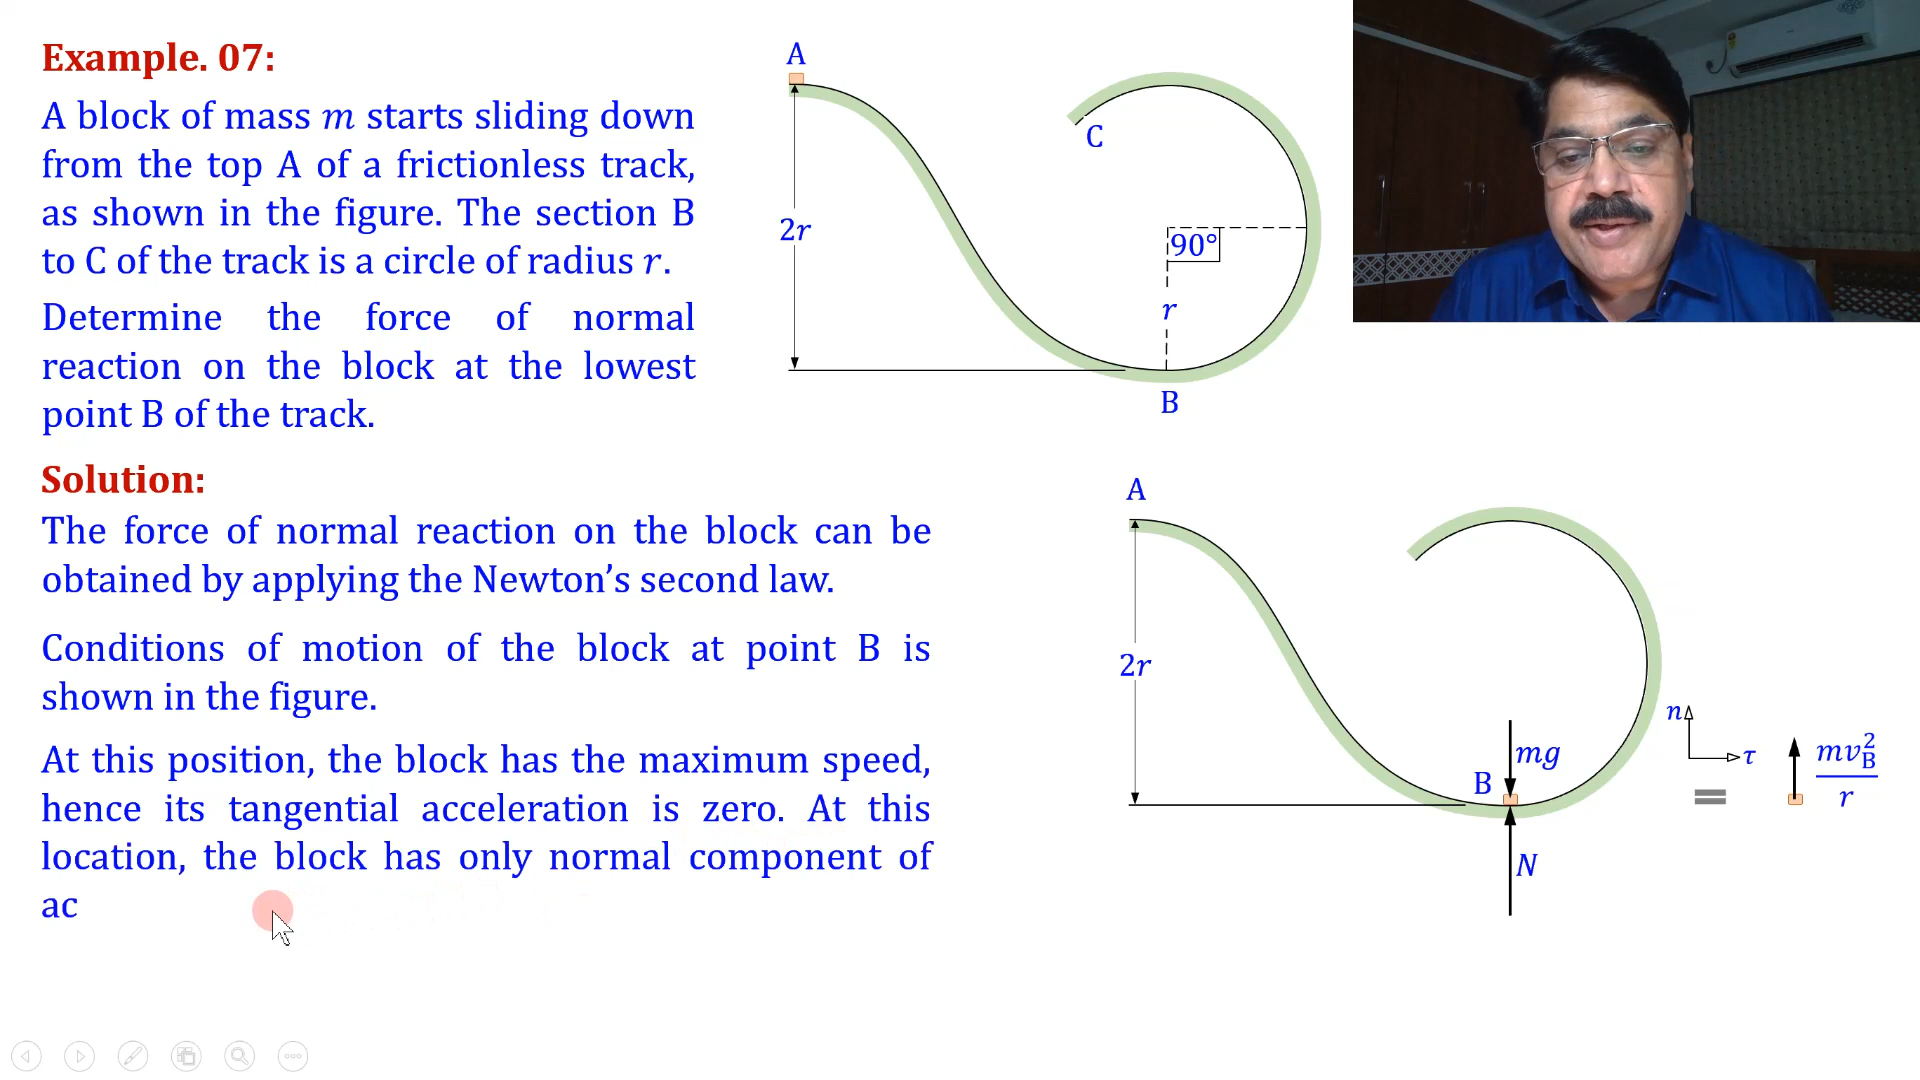 Example. 07:
A block of mass m starts sliding down
from the top A of a frictionless track,
as shown in the figure. The section B
to C of the track is a circle of radius r.
Determine the force of normal
reaction on the block at the lowest
point B of the track.
A
C
2r
90°
r
B
Solution:
The force of normal reaction on the block can be
obtained by applying the Newton's second law.
Conditions of motion of the block at point B is
shown in the figure.
At this position, the block has the maximum speed,
hence its tangential acceleration is zero. At this
location, the block has only normal component of
ac
A
2r
mg
B
N
n
τ
=
mv_B^2
r